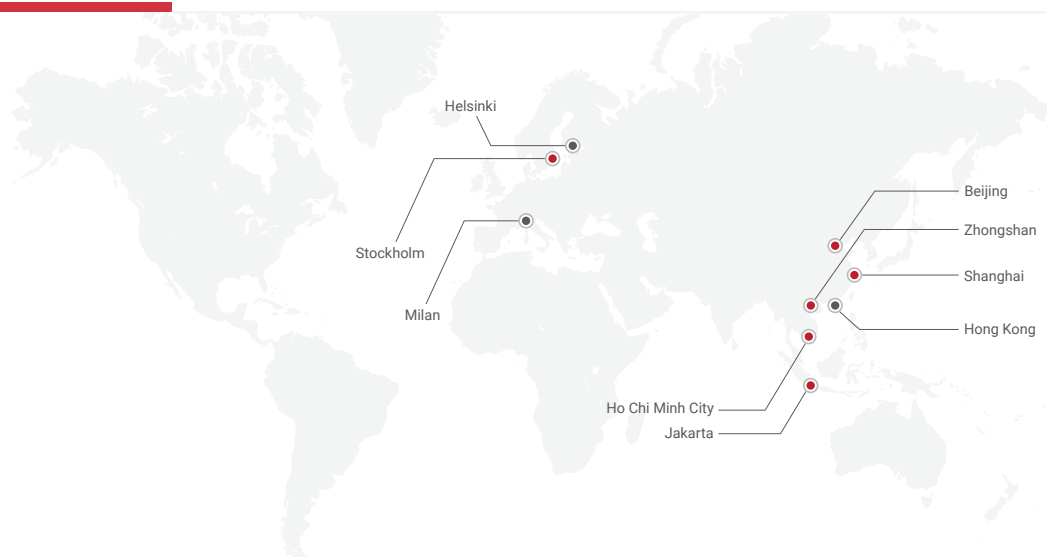 Helsinki
Stockholm
Milan
Beijing
Zhongshan
Shanghai
Hong Kong
Ho Chi Minh City
Jakarta